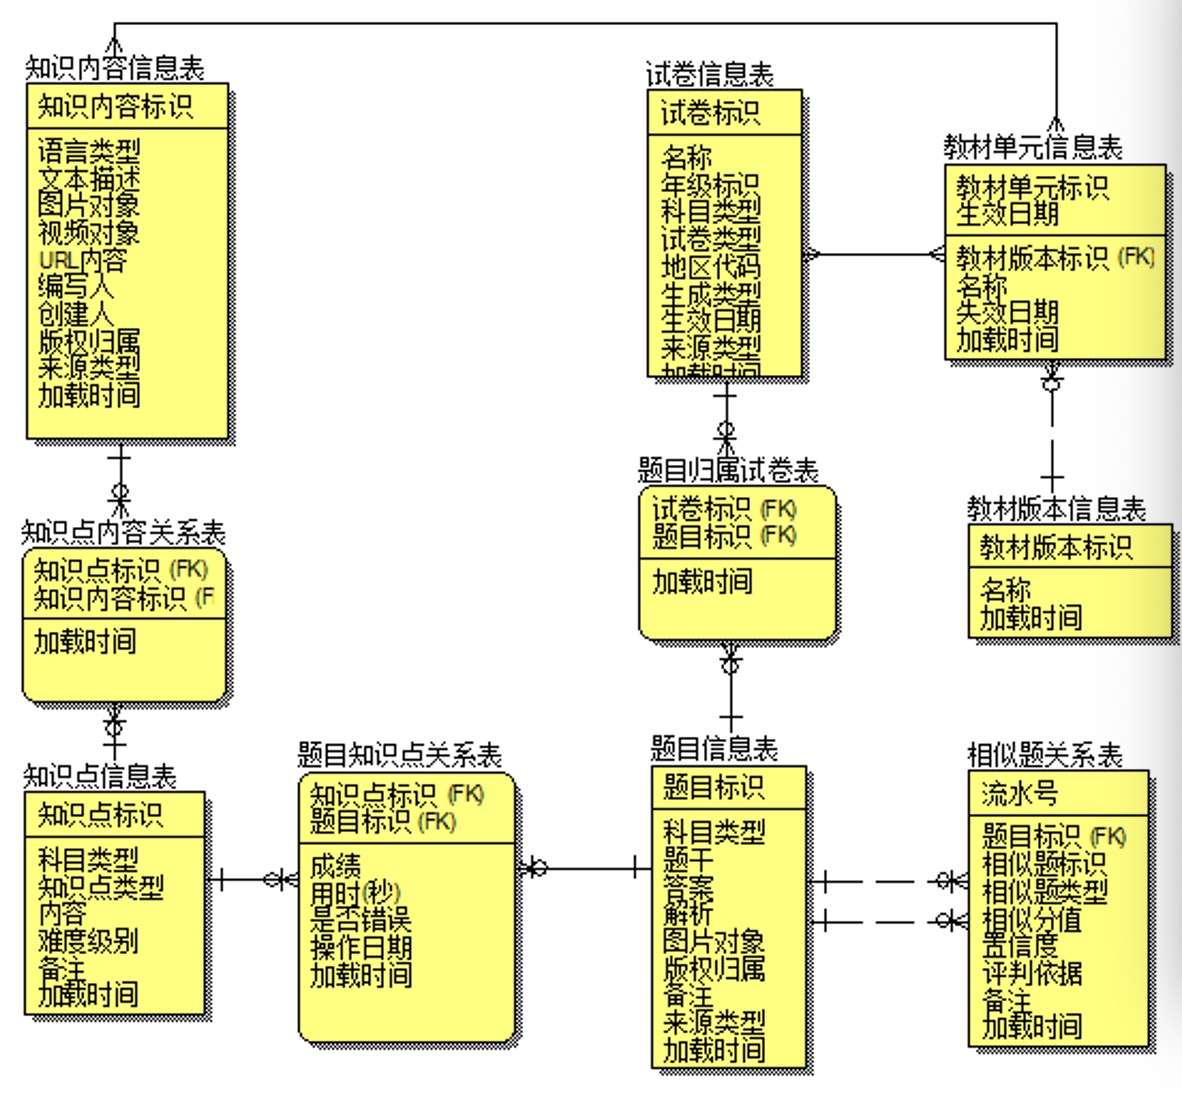 知识内容信息表
知识内容标识
语言类型
文本描述
图片对象
视频对象
URL内容
编写人
创建人
版权归属
来源类型
加载时间
试卷信息表
试卷标识
名称
年级标识
科目类型
试卷类型
地区代码
生成类型
生效日期
来源类型
加载时间
教材单元信息表
教材单元标识
生效日期
教材版本标识 (FK)
名称
失效日期
加载时间
知识点内容关系表
知识点标识 (FK)
知识内容标识 (F
加载时间
题目归属试卷表
试卷标识 (FK)
题目标识 (FK)
加载时间
教材版本信息表
教材版本标识
名称
加载时间
知识点信息表
知识点标识
科目类型
知识点类型
内容
难度级别
备注
加载时间
题目知识点关系表
知识点标识 (FK)
题目标识 (FK)
成绩
用时(秒)
是否错误
操作日期
加载时间
题目信息表
题目标识
科目类型
题干
答案
解析
图片对象
版权归属
备注
来源类型
加载时间
相似题关系表
流水号
题目标识 (FK)
相似题标识
相似题类型
相似分值
置信度
评判依据
备注
加载时间